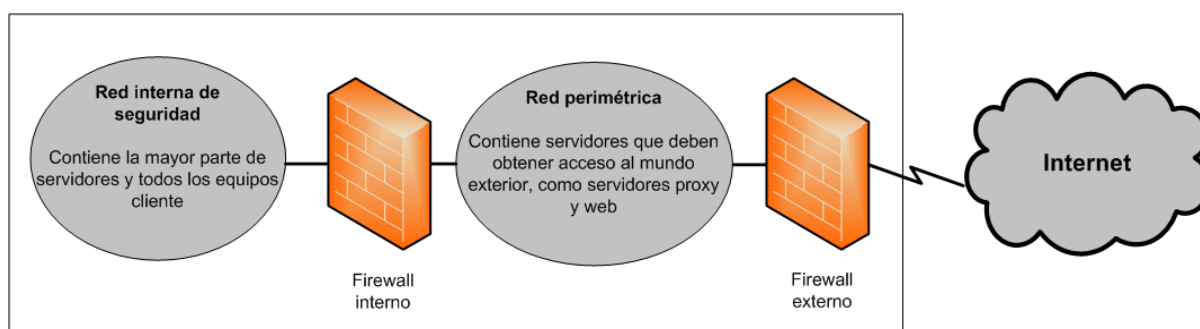 Red interna de
seguridad
Contiene la mayor parte de
servidores y todos los equipos
cliente
Firewall
interno
Red perimétrica
Contiene servidores que deben
obtener acceso al mundo
exterior, como servidores proxy
y web
Firewall
externo
Internet